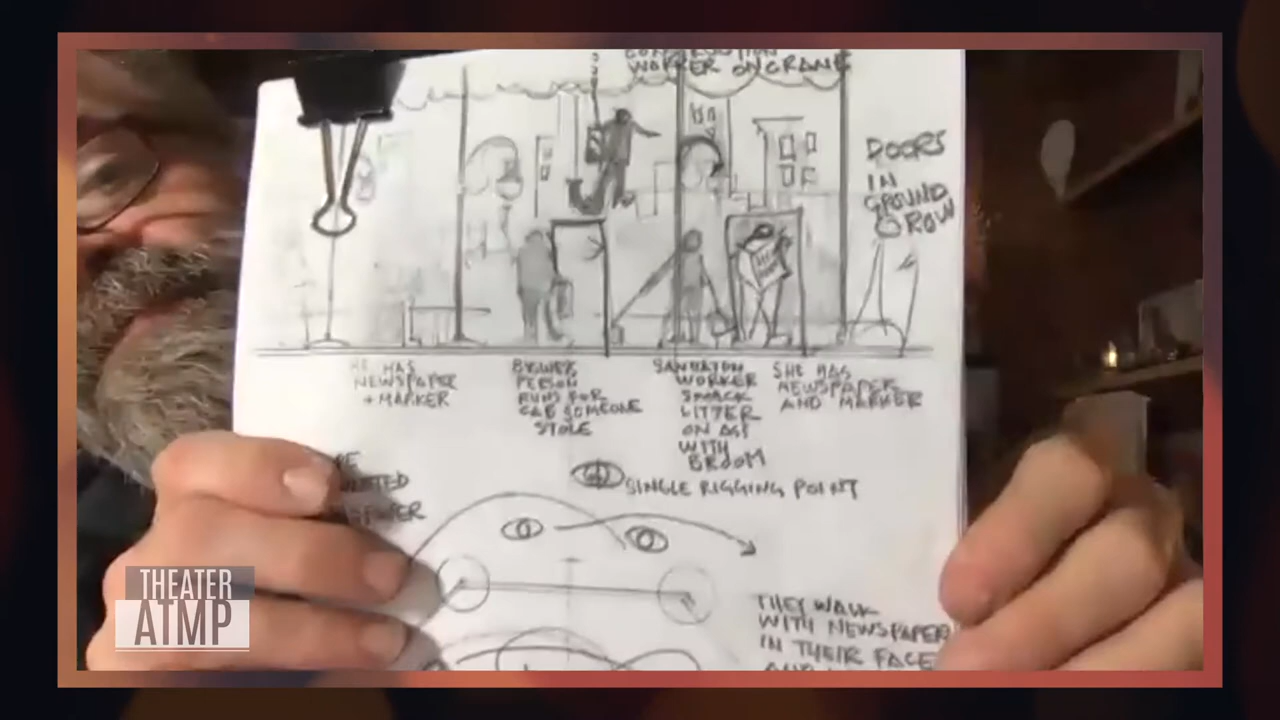 CONSTRUCTION
WORKER ON CRANE
DOORS
IN
GROUND
ROW
HE HAS
NEWSPAPER
+ MARKER
PERSON
RUNS FOR
CAB SOMEONE
STOLE
WORKER
LITTER
ON
WITH
BROOM
SHE HAS
NEWSPAPER
AND MARKER
SINGLE RIGGING POINT
THEY WALK
WITH NEWSPAPER
IN THEIR FACE
THEATER
ATMP